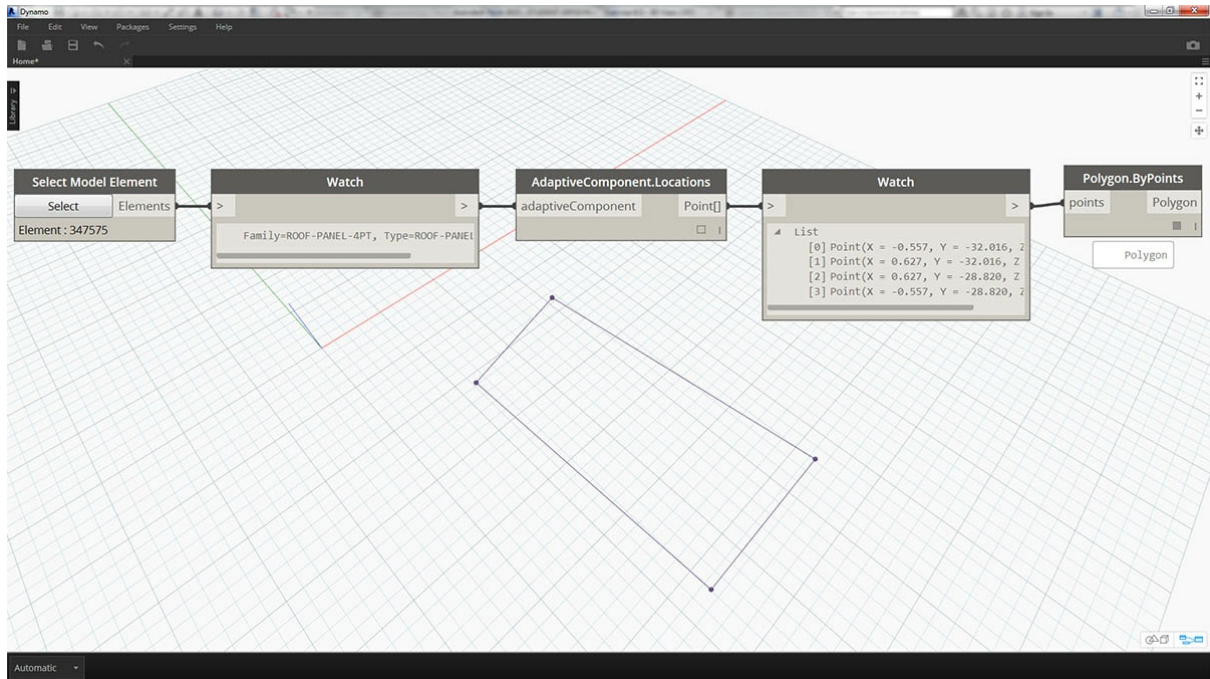 Dynamo
File Edit View Packages Settings Help
Home*
Library
Select Model Element
Select Elements
Element : 347575
Watch
> >
Family=ROOF-PANEL-4PT, Type=ROOF-PANEL
AdaptiveComponent.Locations
adaptiveComponent Point[]
Watch
> >
List
[0] Point(X = -0.557, Y = -32.016, Z
[1] Point(X = 0.627, Y = -32.016, Z
[2] Point(X = 0.627, Y = -28.820, Z
[3] Point(X = -0.557, Y = -28.820, Z
Polygon.ByPoints
points Polygon
Polygon
Automatic